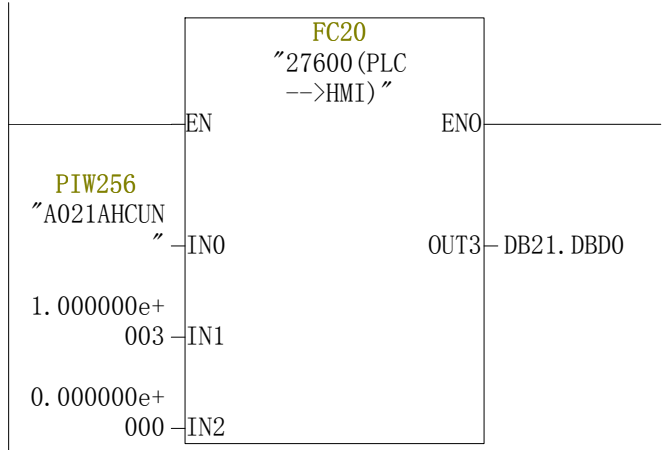 FC20
"27600(PLC
-->HMI)"
EN
ENO
PIW256
"A021AHCUN
"
IN0
OUT3
DB21.DBD0
1.000000e+
003
IN1
0.000000e+
000
IN2